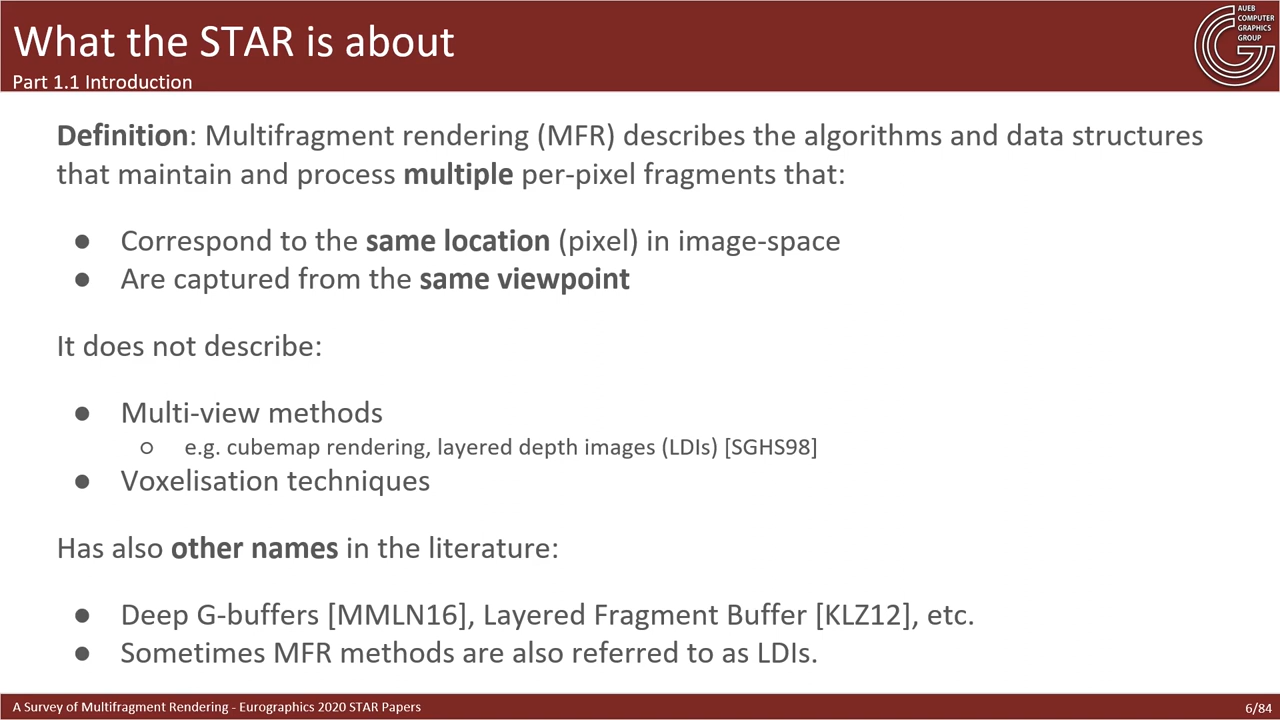 What the STAR is about
Part 1.1 Introduction
AUEB
COMPUTER
GRAPHICS
GROUP
Definition: Multifragment rendering (MFR) describes the algorithms and data structures
that maintain and process multiple per-pixel fragments that:
● Correspond to the same location (pixel) in image-space
● Are captured from the same viewpoint
It does not describe:
● Multi-view methods
○ e.g. cubemap rendering, layered depth images (LDIs) [SGHS98]
● Voxelisation techniques
Has also other names in the literature:
● Deep G-buffers [MMLN16], Layered Fragment Buffer [KLZ12], etc.
● Sometimes MFR methods are also referred to as LDIs.
A Survey of Multifragment Rendering - Eurographics 2020 STAR Papers
6/84